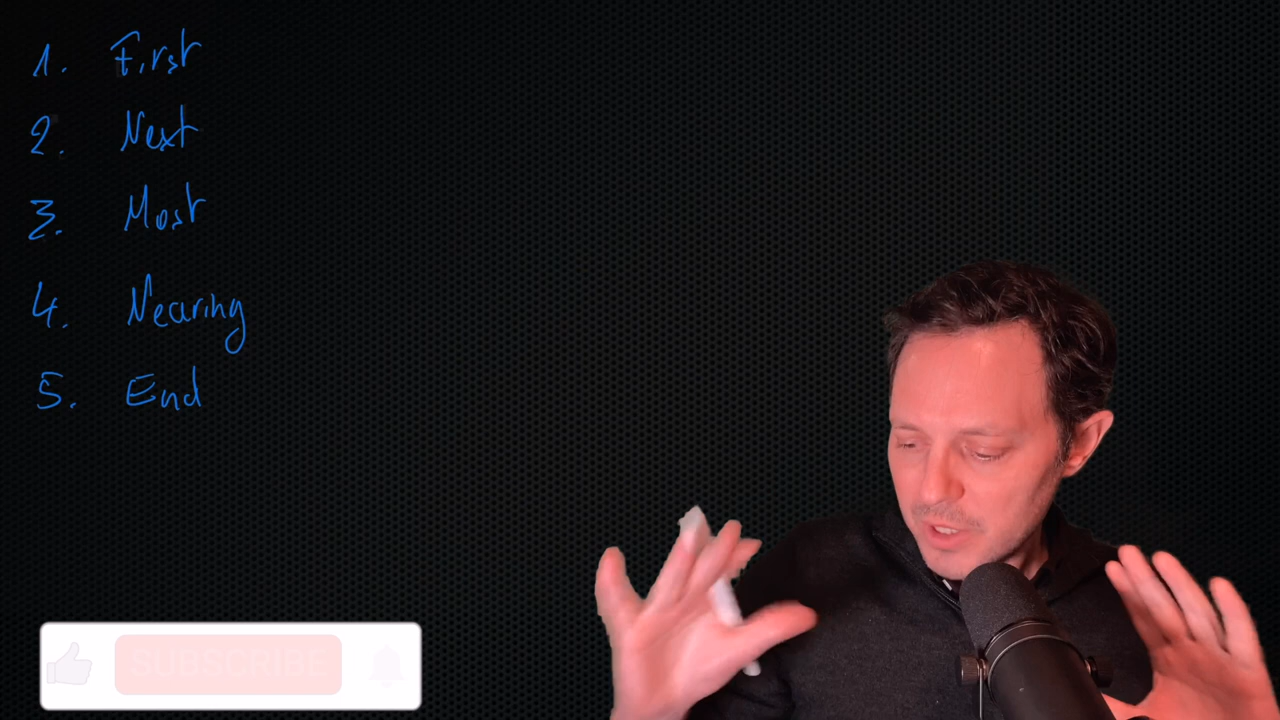 1. First
2. Next
3. Most
4. Nearing
5. End
SUBSCRIBE